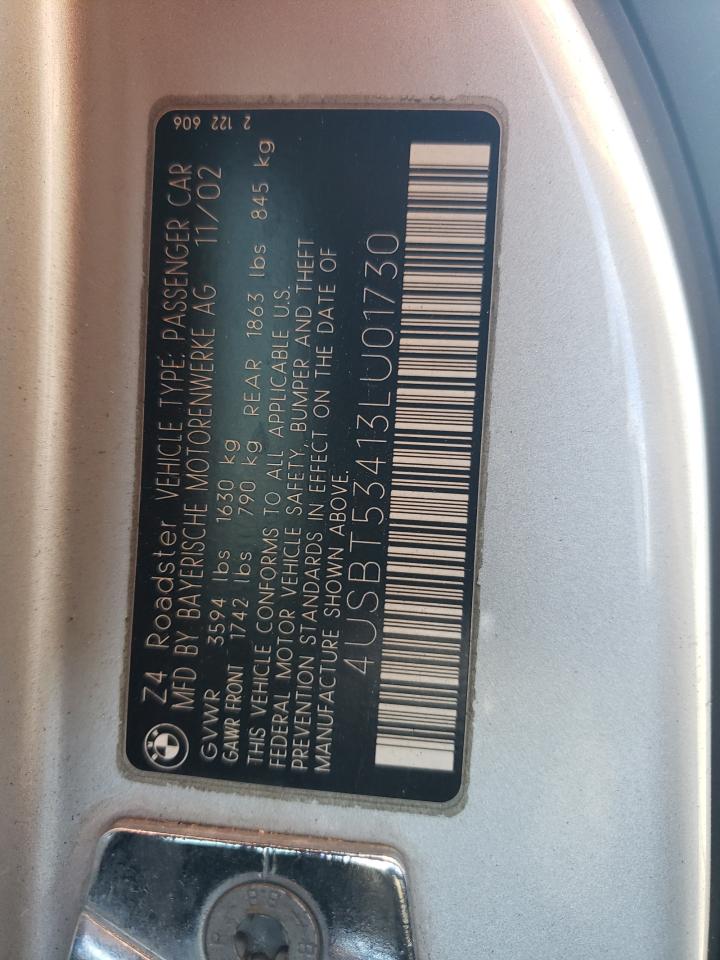 Z4 Roadster VEHICLE TYPE: PASSENGER CAR
MFD BY BAYERISCHE MOTORENWERKE AG 11/02
GVWR 3594 lbs 1630 kg
GAWR FRONT 1742 lbs 790 kg REAR 1863 lbs 845 kg
THIS VEHICLE CONFORMS TO ALL APPLICABLE U.S.
FEDERAL MOTOR VEHICLE SAFETY, BUMPER AND THEFT
PREVENTION STANDARDS IN EFFECT ON THE DATE OF
MANUFACTURE SHOWN ABOVE.
4USBT53413LU01730
2 122 606